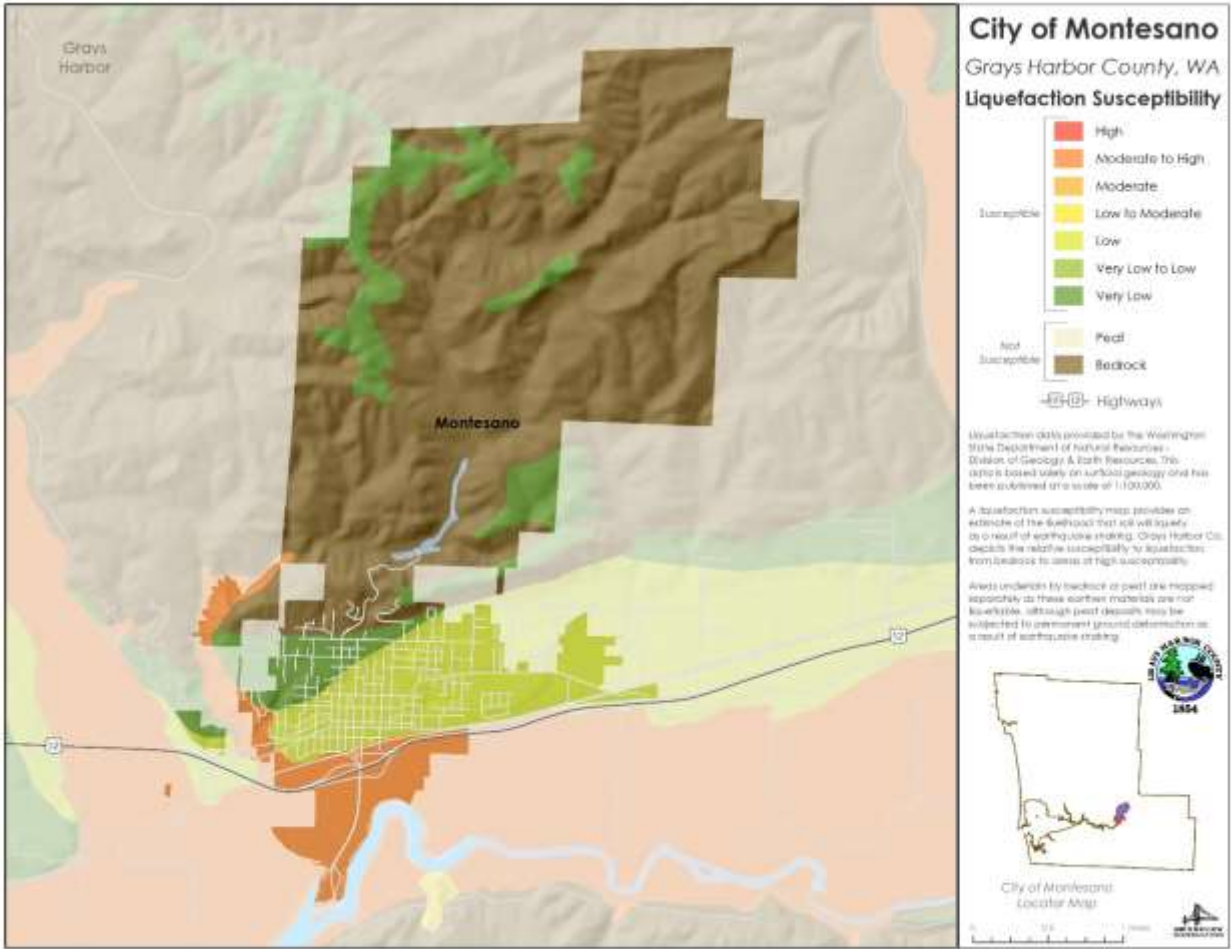 City of Montesano
Grays Harbor County, WA
Liquefaction Susceptibility
High
Moderate to High
Moderate
Susceptible
Low to Moderate
Low
Very Low to Low
Very Low
Not
Susceptible
Peat
Bedrock
Highways
Liquefaction data provided by the Washington
State Department of Natural Resources -
Division of Geology & Earth Resources. This
data is based solely on surficial geology and has
been published at a scale of 1:100,000.
A liquefaction susceptibility map provides an
estimate of the likelihood that soil will liquefy
as a result of earthquake shaking. Grays Harbor Co.
depicts the relative susceptibility to liquefaction
from bedrock to areas of high susceptibility.
Areas underlain by bedrock or peat are mapped
separately as these earthen materials are not
liquefiable, although peat deposits may be
subjected to permanent ground deformation as
a result of earthquake shaking.
GRAYS HARBOR COUNTY
1854
City of Montesano
Locator Map
Grays
Harbor
Montesano
12
12